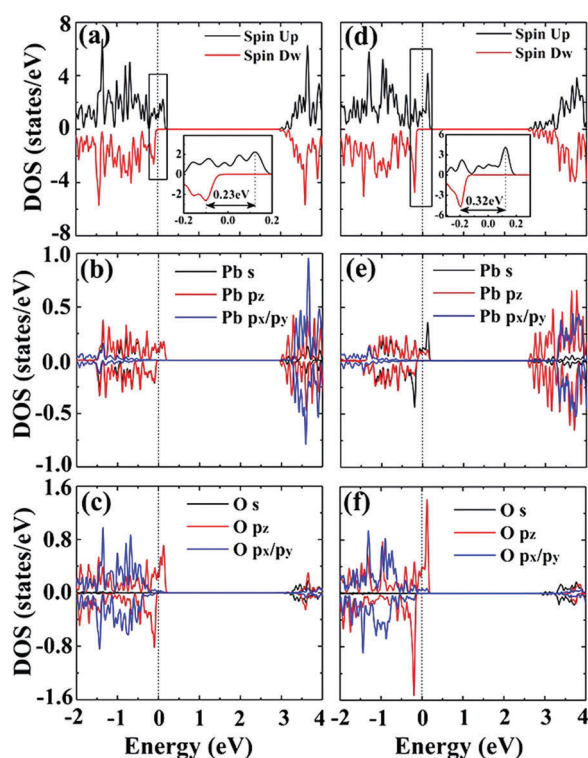 (a)
Spin Up
Spin Dw
8
4
0
-4
-8
DOS (states/eV)
2
0
-2
0.23eV
-0.2 0.0 0.2
(d)
Spin Up
Spin Dw
3
0
-3
-6
0.32eV
-0.3 0.0 0.3
(b)
Pb s
Pb pz
Pb px/py
1.0
0.5
0.0
-0.5
-1.0
DOS (states/eV)
(e)
Pb s
Pb pz
Pb px/py
(c)
O s
O pz
O px/py
1.6
0.8
0.0
-0.8
-1.6
DOS (states/eV)
-2 -1 0 1 2 3 4
Energy (eV)
(f)
O s
O pz
O px/py
-2 -1 0 1 2 3 4
Energy (eV)